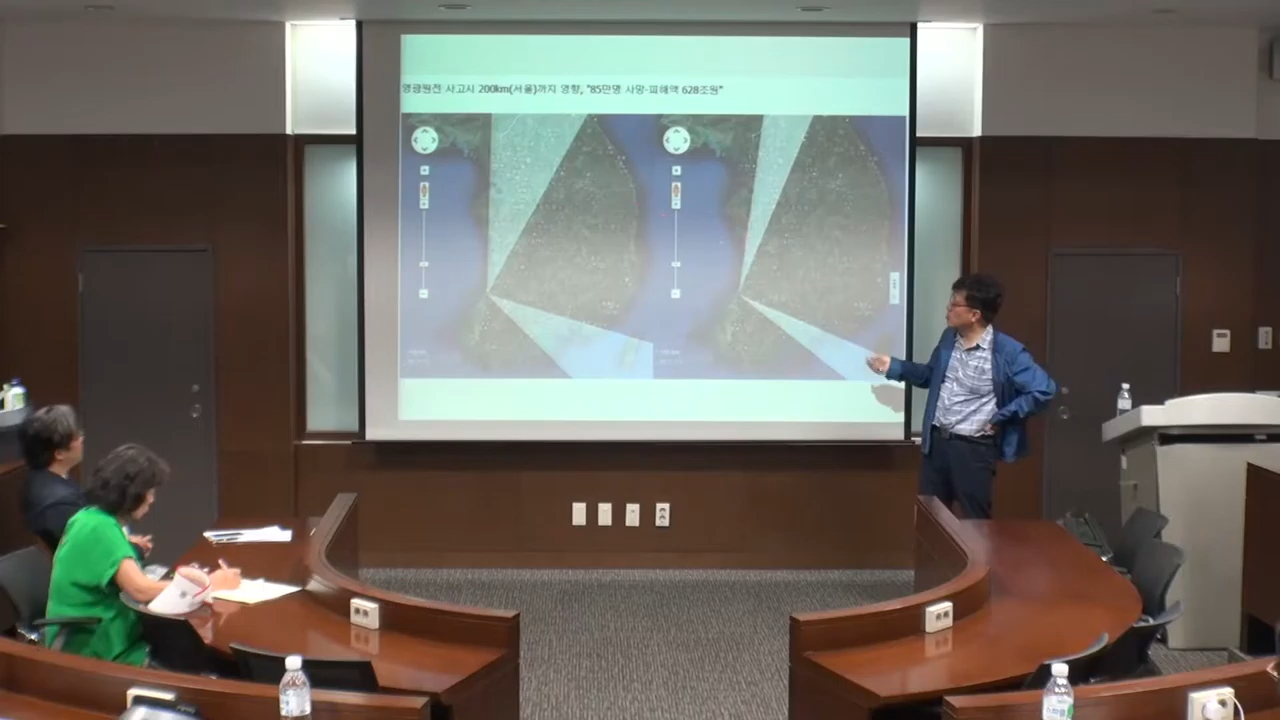 영광원전 사고시 200km(서울)까지 영향, "85만명 사망·피해액 628조원"